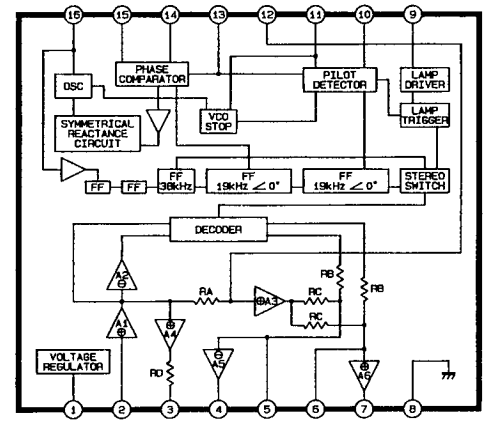 16 15 14 13 12 11 10 9
PHASE
COMPARATOR
PILOT
DETECTOR
LAMP
DRIVER
OSC
VCO
STOP
LAMP
TRIGGER
SYMMETRICAL
REACTANCE
CIRCUIT
FF FF
FF
38kHz
FF
19kHz ∠0°
FF
19kHz ∠0°
STEREO
SWITCH
DECODER
A2
⊖
RA
RB
RB
⊕A3
RC
RC
⊕
A1
⊕
A4
VOLTAGE
REGULATOR
RD
⊖
A5
⊕
A6
1 2 3 4 5 6 7 8